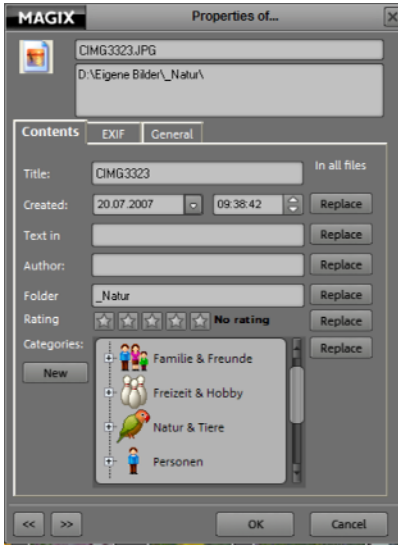 MAGIX Properties of...
CIMG3323.JPG
D:\Eigene Bilder\_Natur\
Contents EXIF General
In all files
Title: CIMG3323
Created: 20.07.2007 09:38:42 Replace
Text in Replace
Author: Replace
Folder _Natur Replace
Rating No rating Replace
Categories: Replace
New
Familie & Freunde
Freizeit & Hobby
Natur & Tiere
Personen
<< >> OK Cancel